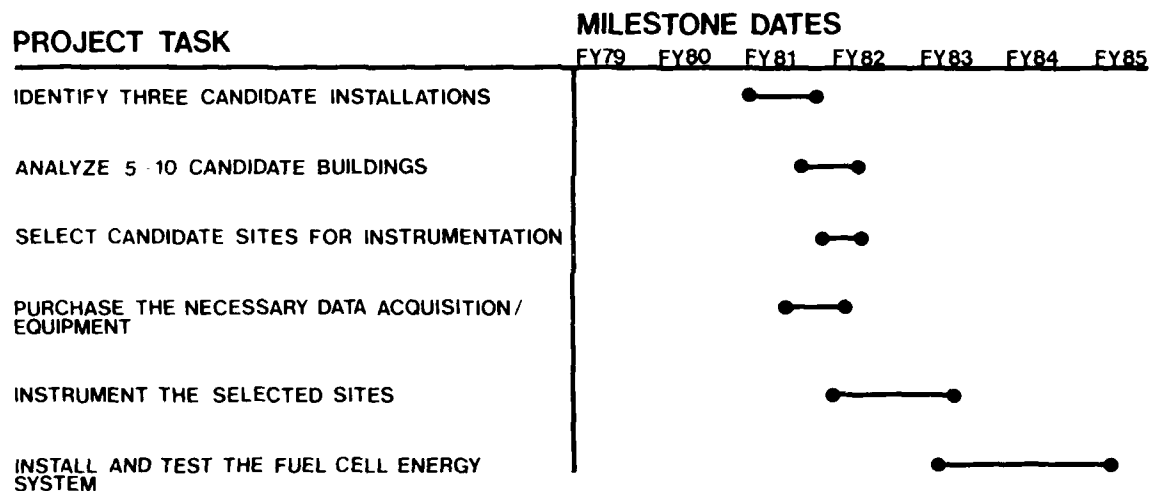 PROJECT TASK
MILESTONE DATES
FY79 FY80 FY81 FY82 FY83 FY84 FY85
IDENTIFY THREE CANDIDATE INSTALLATIONS
ANALYZE 5-10 CANDIDATE BUILDINGS
SELECT CANDIDATE SITES FOR INSTRUMENTATION
PURCHASE THE NECESSARY DATA ACQUISITION/
EQUIPMENT
INSTRUMENT THE SELECTED SITES
INSTALL AND TEST THE FUEL CELL ENERGY
SYSTEM